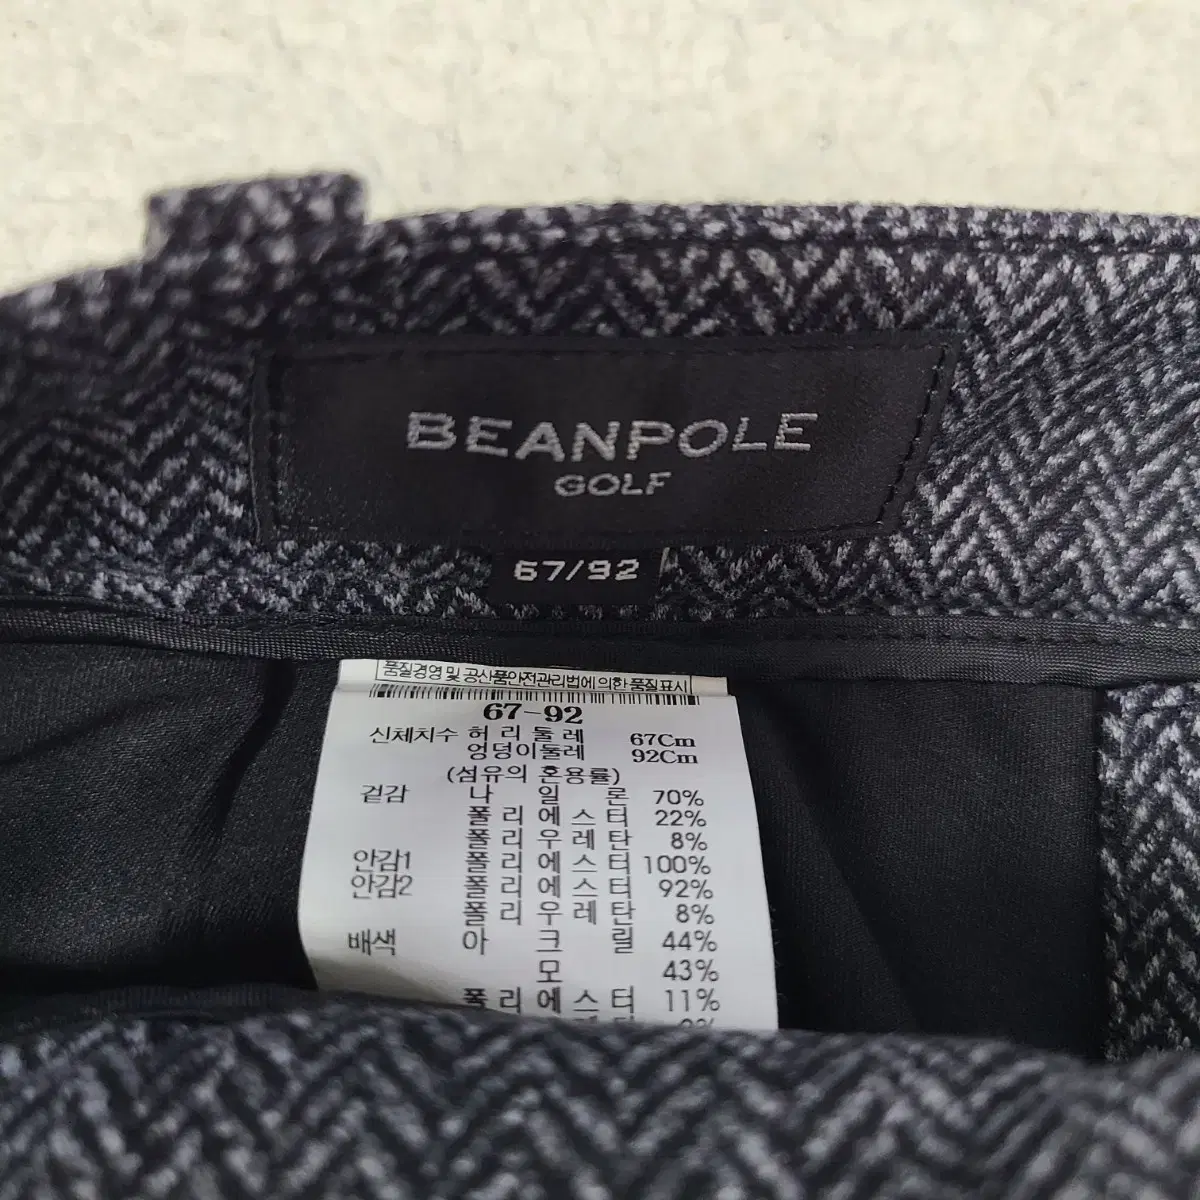 BEANPOLE
GOLF
67/92
품질경영 및 공산품안전관리법에 의한 품질표시
67-92
신체치수 허 리 둘 레 67Cm
엉덩이둘레 92Cm
(섬유의 혼용률)
겉감 나 일 론 70%
폴 리 에 스 터 22%
폴 리 우 레 탄 8%
안감1 폴 리 에 스 터 100%
안감2 폴 리 에 스 터 92%
폴 리 우 레 탄 8%
배색 아 크 릴 44%
모 43%
폴 리 에 스 터 11%